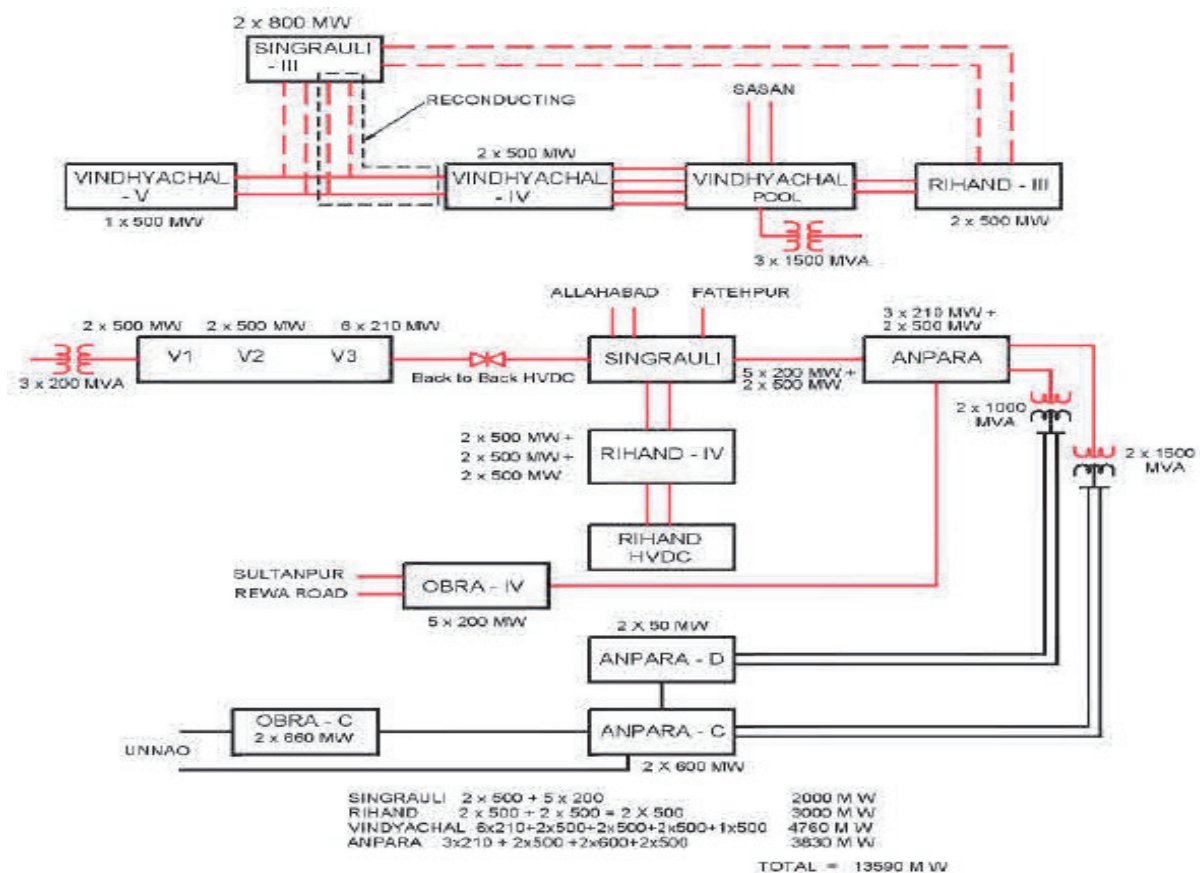 2 x 800 MW
SINGRAULI
- III
RECONDUCTING
SASAN
VINDHYACHAL
- V
1 x 500 MW
2 x 500 MW
VINDHYACHAL
- IV
VINDHYACHAL
POOL
RIHAND - III
2 x 500 MW
3 x 1500 MVA
ALLAHABAD
FATEHPUR
2 x 500 MW
2 x 500 MW
6 x 210 MW
3 x 210 MW +
2 x 500 MW
V1
V2
V3
SINGRAULI
ANPARA
3 x 200 MVA
Back to Back HVDC
5 x 200 MW +
2 x 500 MW
2 x 1000
MVA
2 x 500 MW +
2 x 500 MW +
2 x 500 MW
RIHAND - IV
2 x 1500
MVA
RIHAND
HVDC
SULTANPUR
REWA ROAD
OBRA - IV
5 x 200 MW
2 X 50 MW
ANPARA - D
OBRA - C
2 x 660 MW
ANPARA - C
UNNAO
2 X 600 MW
SINGRAULI 2 x 500 + 5 x 200 2000 M W
RIHAND 2 x 500 + 2 x 500 = 2 X 500 3000 M W
VINDYACHAL 6x210+2x500+2x500+2x500+1x500 4760 M W
ANPARA 3x210 + 2x500 +2x600+2x500 3830 M W
TOTAL = 13590 M W